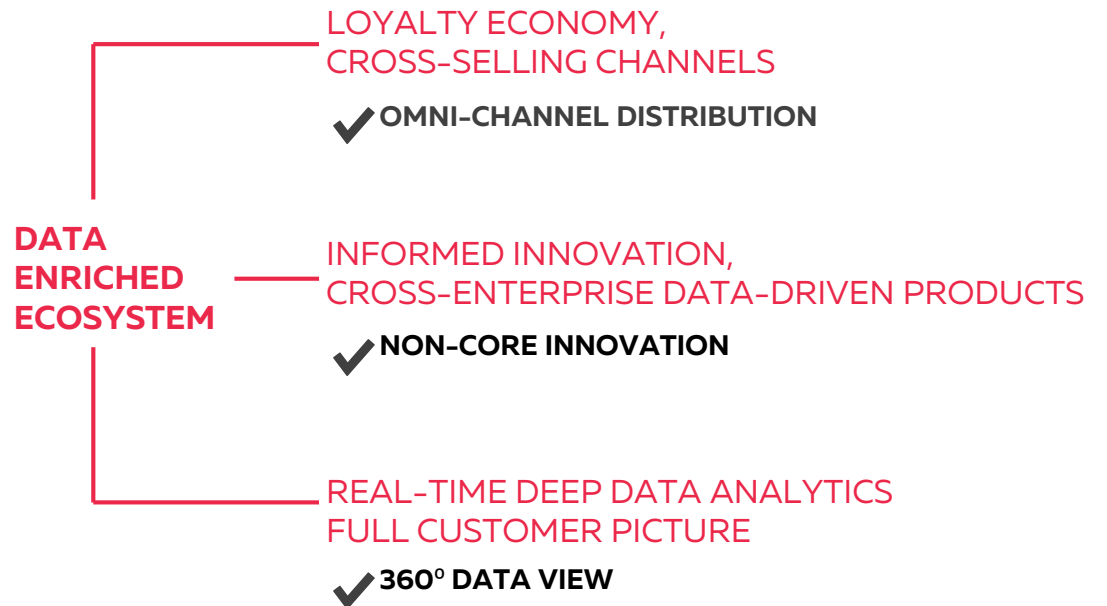 LOYALTY ECONOMY,
CROSS-SELLING CHANNELS
OMNI-CHANNEL DISTRIBUTION
DATA
ENRICHED
ECOSYSTEM
INFORMED INNOVATION,
CROSS-ENTERPRISE DATA-DRIVEN PRODUCTS
NON-CORE INNOVATION
REAL-TIME DEEP DATA ANALYTICS
FULL CUSTOMER PICTURE
360⁰ DATA VIEW